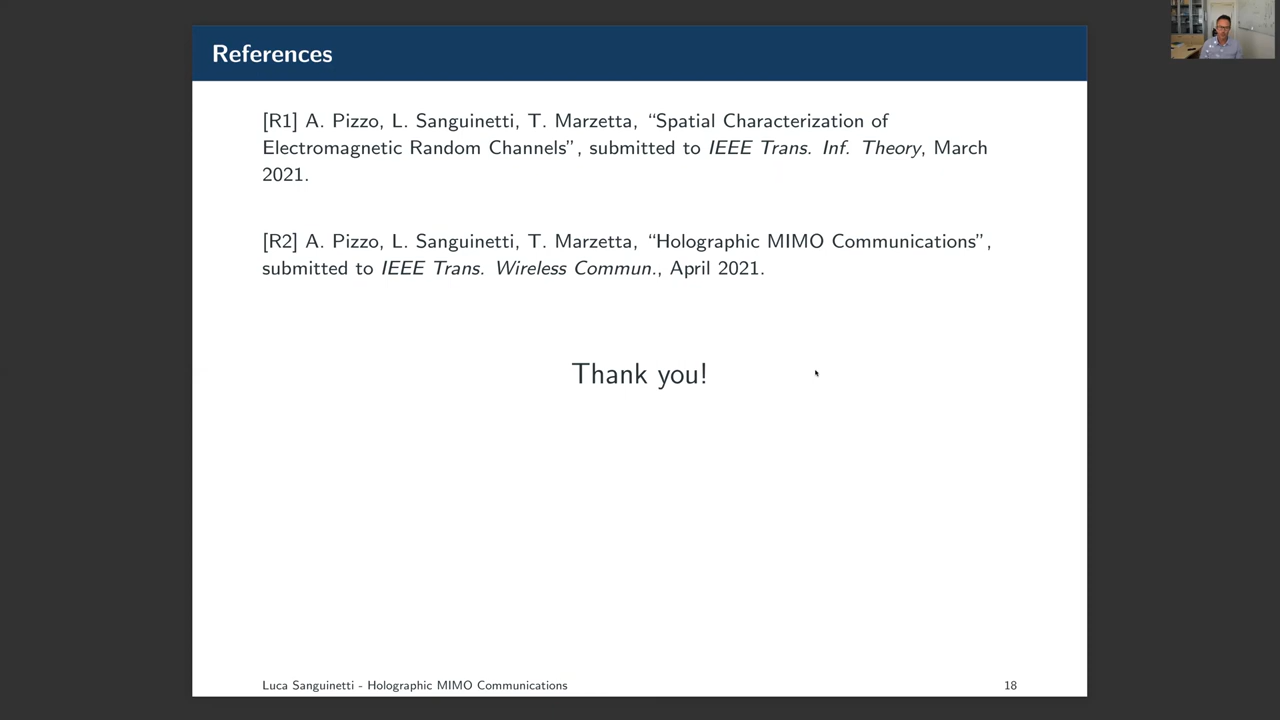 References
[R1] A. Pizzo, L. Sanguinetti, T. Marzetta, “Spatial Characterization of
Electromagnetic Random Channels”, submitted to IEEE Trans. Inf. Theory, March
2021.
[R2] A. Pizzo, L. Sanguinetti, T. Marzetta, “Holographic MIMO Communications”,
submitted to IEEE Trans. Wireless Commun., April 2021.
Thank you!
Luca Sanguinetti - Holographic MIMO Communications
18